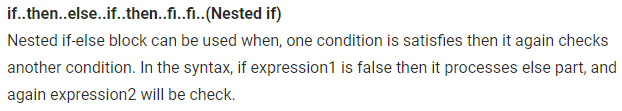 if..then..else..if..then..fi..fi..(Nested if)
Nested if-else block can be used when, one condition is satisfies then it again checks
another condition. In the syntax, if expression1 is false then it processes else part, and
again expression2 will be check.